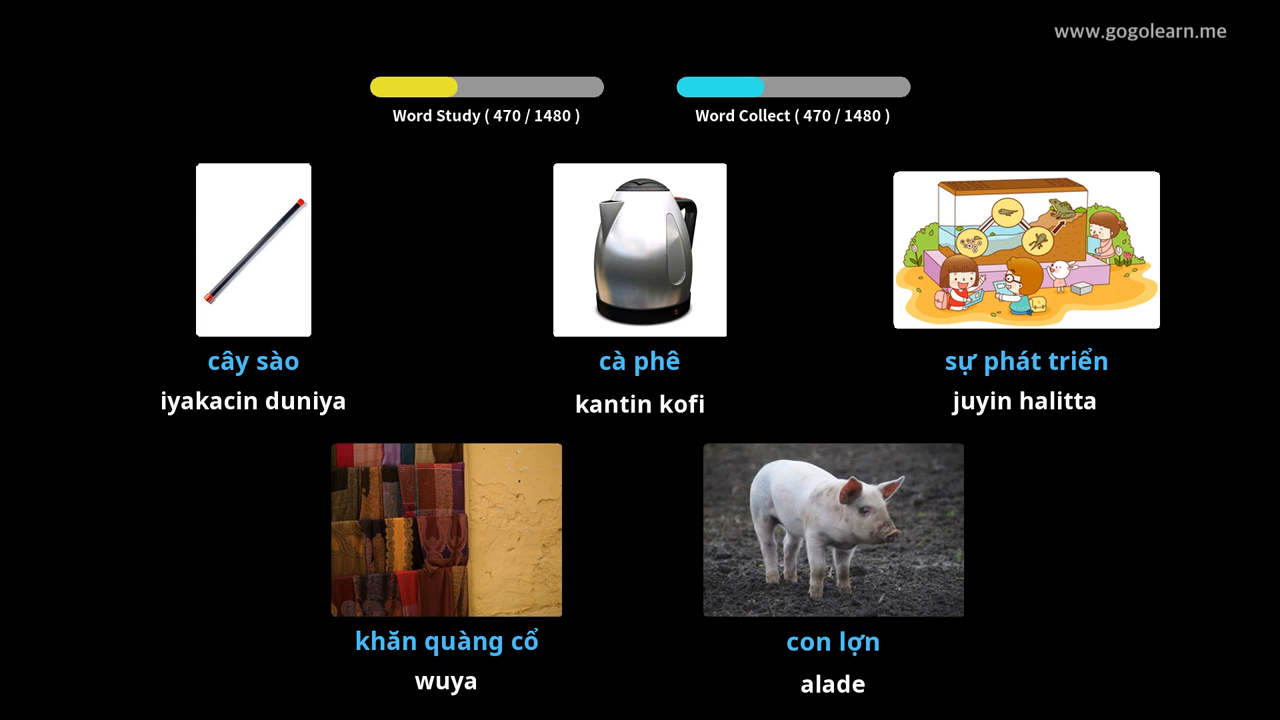 www.gogolearn.me
Word Study ( 470 / 1480 )
Word Collect ( 470 / 1480 )
cây sào
iyakacin duniya
cà phê
kantin kofi
sự phát triển
juyin halitta
khăn quàng cổ
wuya
con lợn
alade